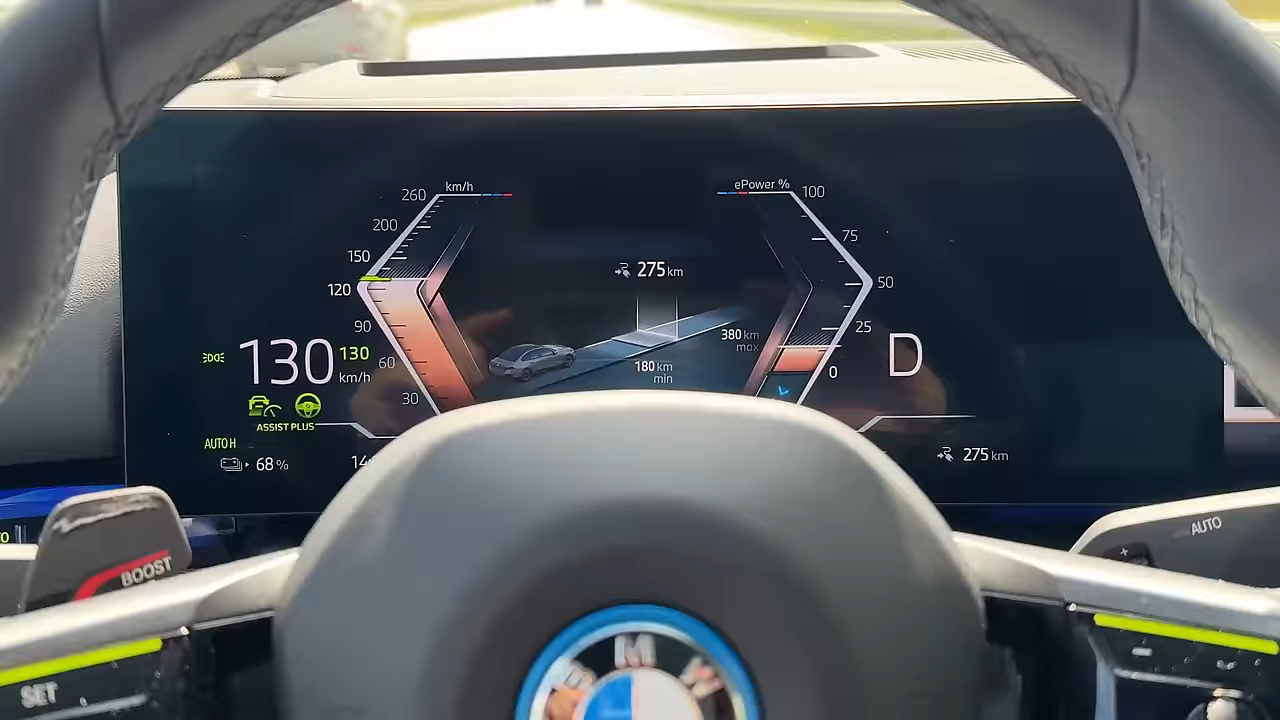 km/h
260
200
150
120
90
60
30
ePower %
100
75
50
25
0
275 km
380 km
max
180 km
min
130
130
km/h
D
ASSIST PLUS
AUTO H
68 %
14
275 km
BOOST
AUTO
+
SET
M